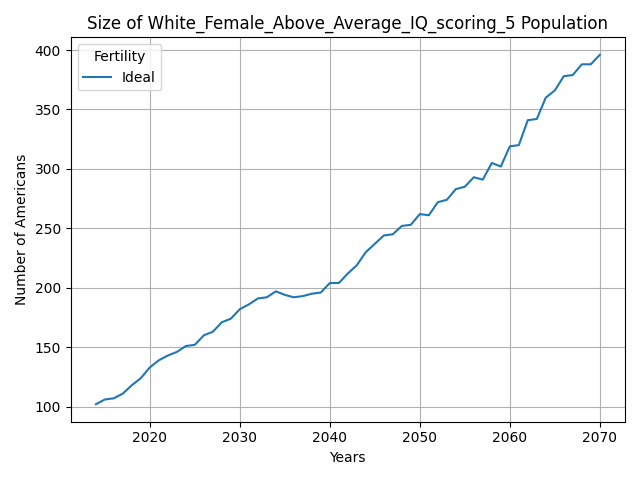 Size of White_Female_Above_Average_IQ_scoring_5 Population
Fertility
Ideal
Number of Americans
400
350
300
250
200
150
100
2020 2030 2040 2050 2060 2070
Years